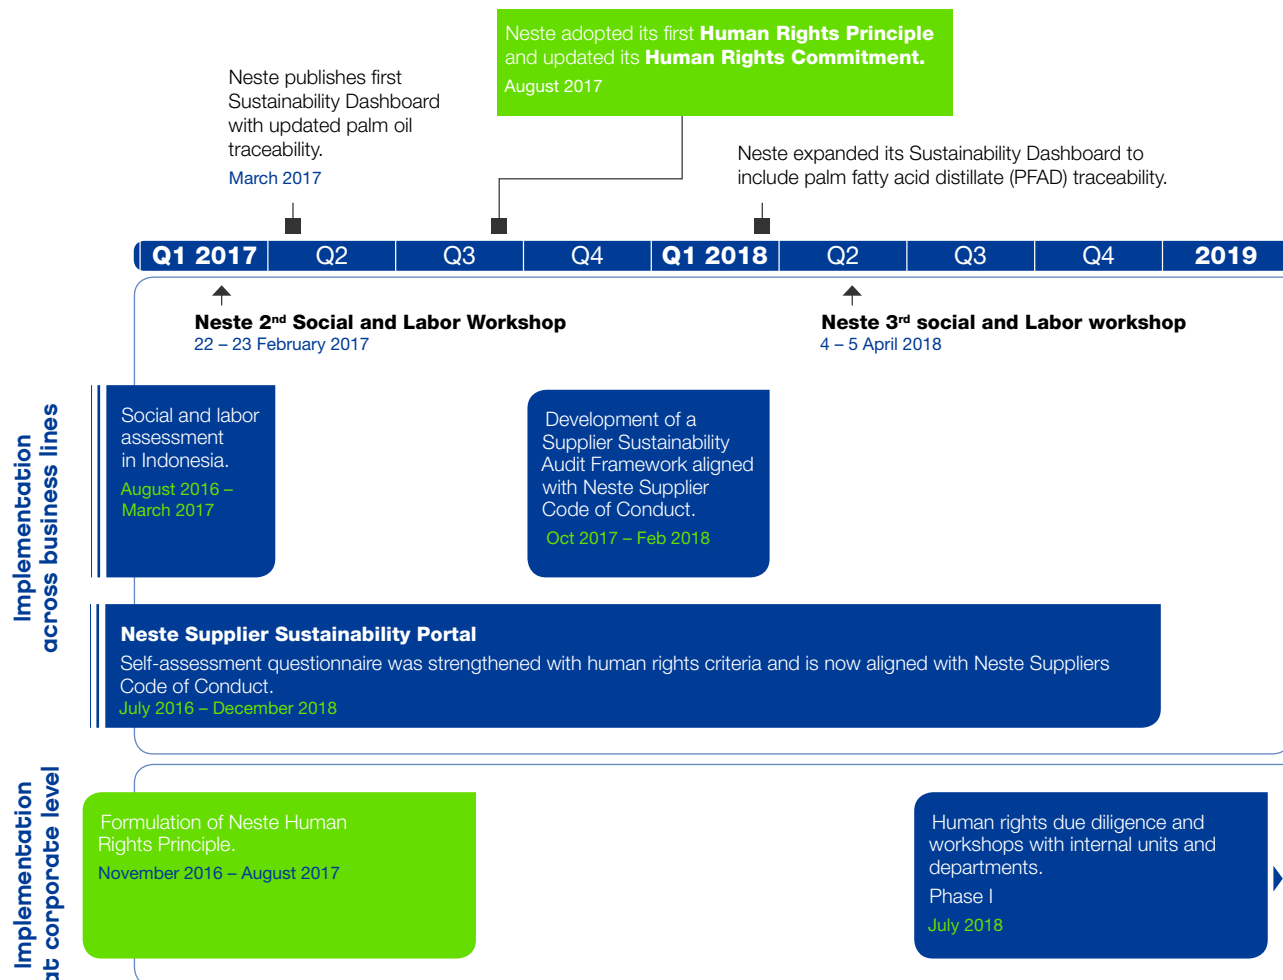 Neste adopted its first Human Rights Principle
and updated its Human Rights Commitment.
August 2017
Neste publishes first
Sustainability Dashboard
with updated palm oil
traceability.
March 2017
Neste expanded its Sustainability Dashboard to
include palm fatty acid distillate (PFAD) traceability.
Q1 2017 Q2 Q3 Q4 Q1 2018 Q2 Q3 Q4 2019
Neste 2nd Social and Labor Workshop
22 – 23 February 2017
Neste 3rd social and Labor workshop
4 – 5 April 2018
Implementation
across business lines
Social and labor
assessment
in Indonesia.
August 2016 –
March 2017
Development of a
Supplier Sustainability
Audit Framework aligned
with Neste Supplier
Code of Conduct.
Oct 2017 – Feb 2018
Neste Supplier Sustainability Portal
Self-assessment questionnaire was strengthened with human rights criteria and is now aligned with Neste Suppliers
Code of Conduct.
July 2016 – December 2018
Implementation
at corporate level
Formulation of Neste Human
Rights Principle.
November 2016 – August 2017
Human rights due diligence and
workshops with internal units and
departments.
Phase I
July 2018